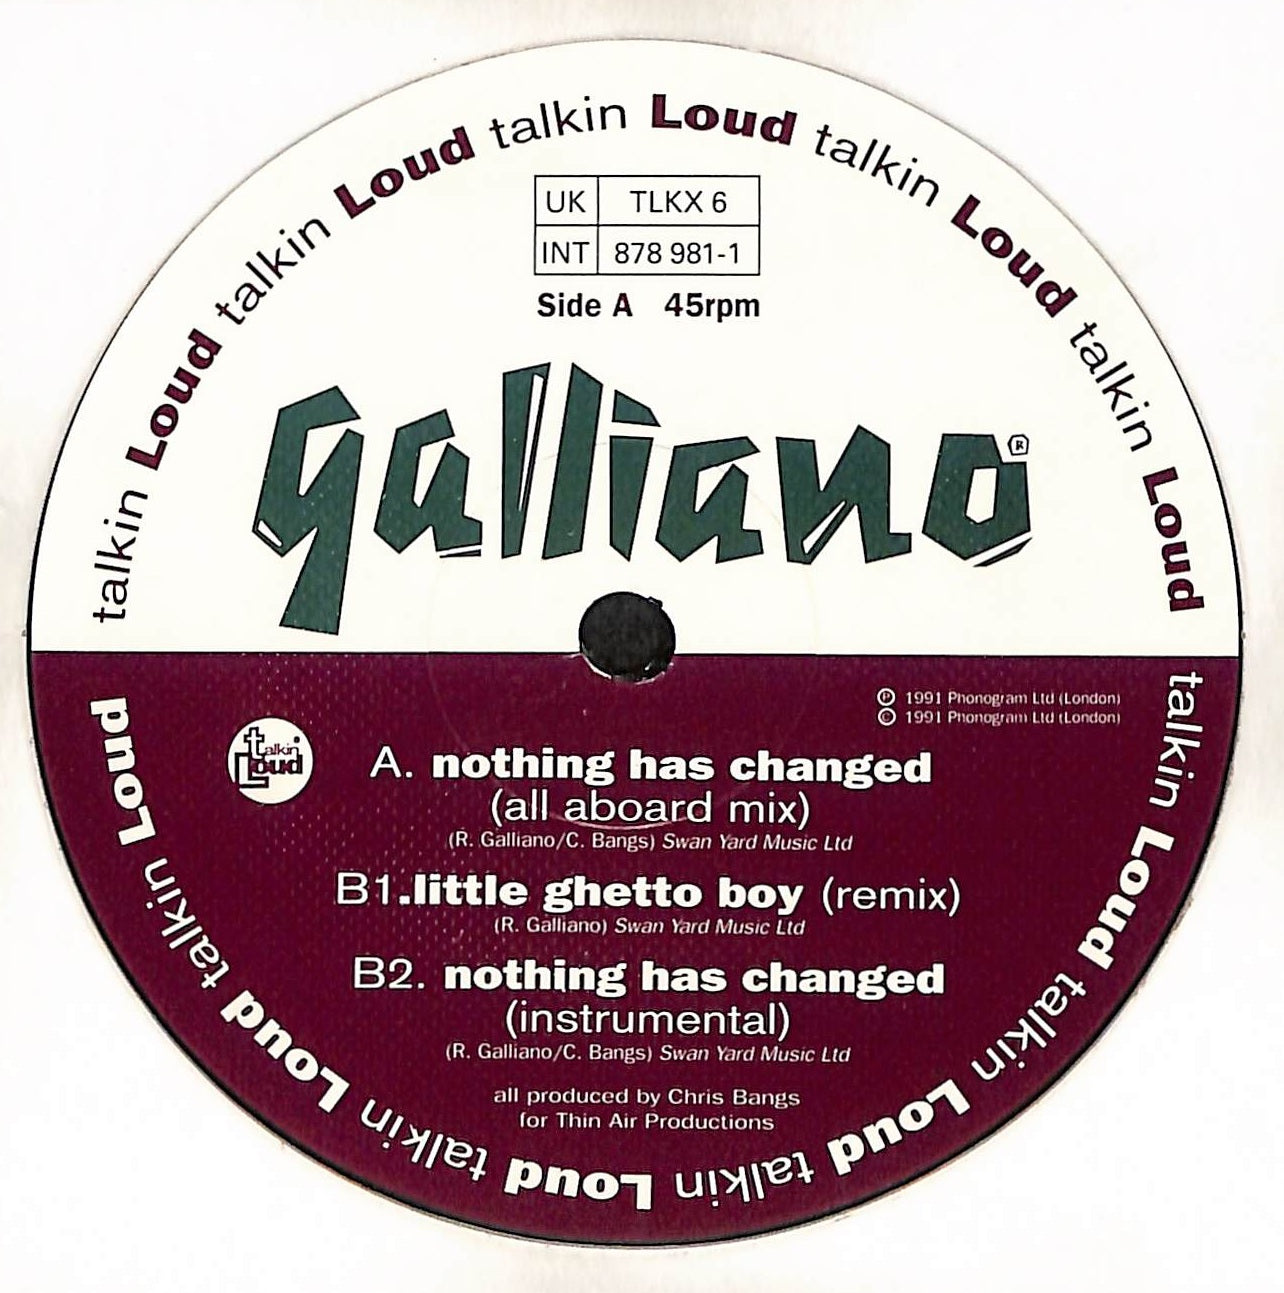 talkin Loud talkin Loud talkin Loud talkin Loud talkin Loud talkin Loud talkin Loud talkin Loud talkin Loud talkin Loud
UK TLKX 6
INT 878 981-1
Side A 45rpm
galliano ®
℗ 1991 Phonogram Ltd (London)
© 1991 Phonogram Ltd (London)
talkin'
Loud
A. nothing has changed
(all aboard mix)
(R. Galliano/C. Bangs) Swan Yard Music Ltd
B1.little ghetto boy (remix)
(R. Galliano) Swan Yard Music Ltd
B2. nothing has changed
(instrumental)
(R. Galliano/C. Bangs) Swan Yard Music Ltd
all produced by Chris Bangs
for Thin Air Productions